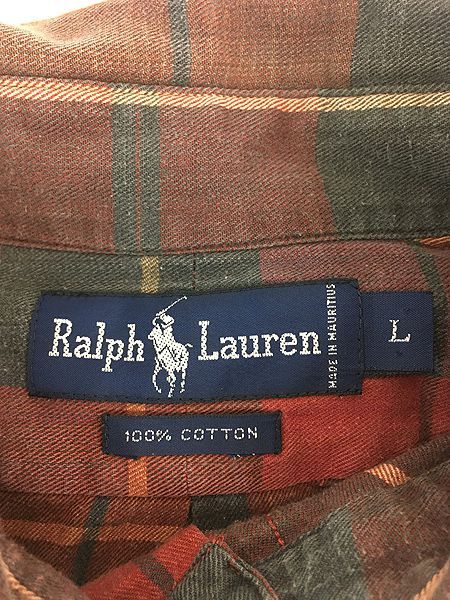 Ralph Lauren
MADE IN MAURITIUS
L
100% COTTON